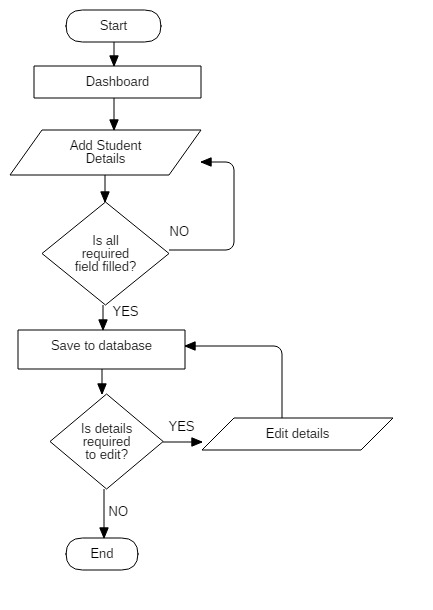 Start
Dashboard
Add Student
Details
NO
Is all
required
field filled?
YES
Save to database
Is details
required
to edit?
YES
Edit details
NO
End